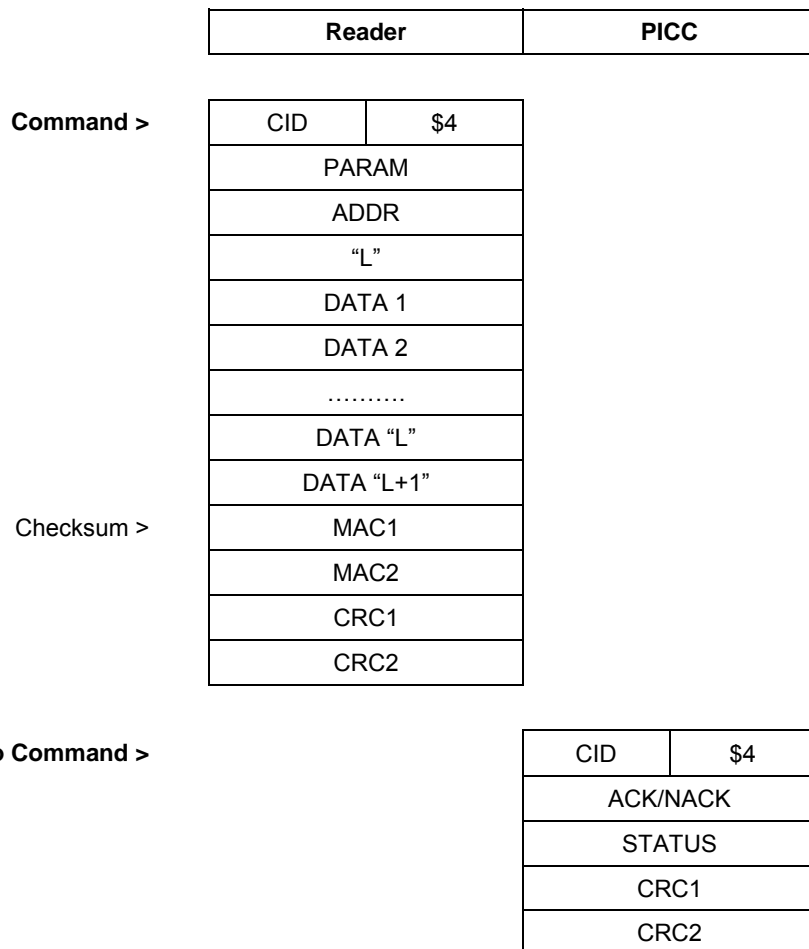 Reader PICC
Command > CID $4
PARAM
ADDR
“L”
DATA 1
DATA 2
……….
DATA “L”
DATA “L+1”
Checksum > MAC1
MAC2
CRC1
CRC2
Command > CID $4
ACK/NACK
STATUS
CRC1
CRC2